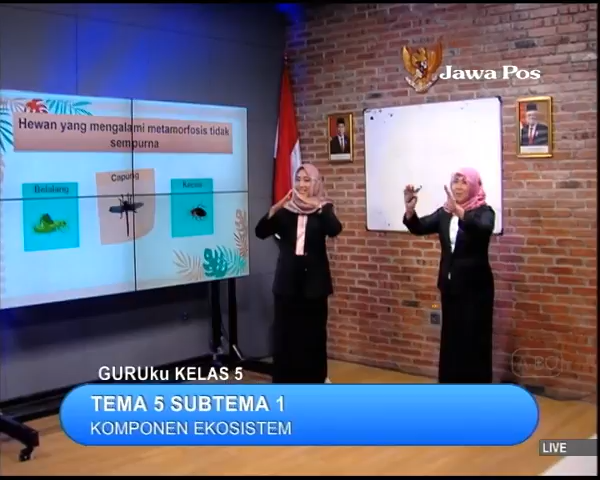 Jawa Pos
Hewan yang mengalami metamorfosis tidak
sempurna
Belalang
Capung
Kecoa
GURUku KELAS 5
TEMA 5 SUBTEMA 1
KOMPONEN EKOSISTEM
LIVE